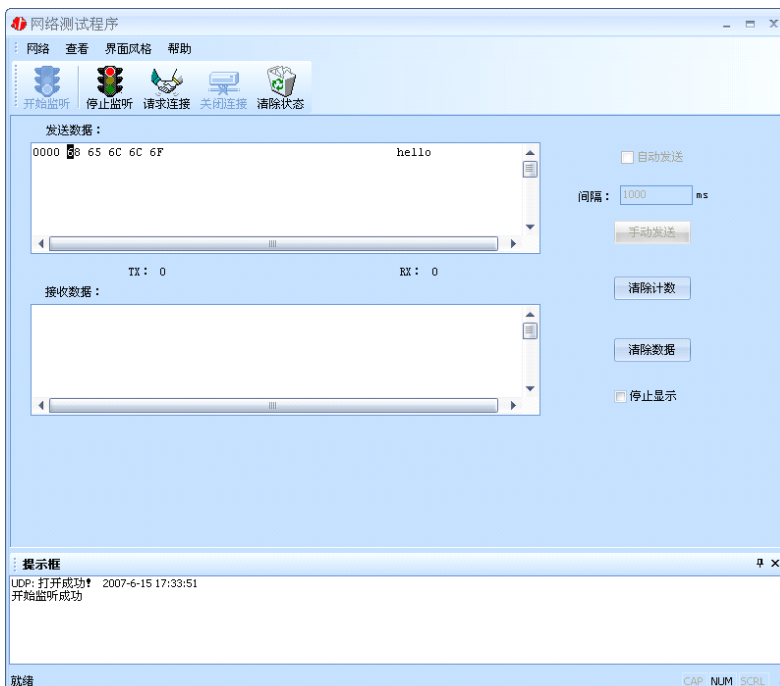 网络测试程序
网络 查看 界面风格 帮助
开始监听 停止监听 请求连接 关闭连接 清除状态
发送数据：
0000 68 65 6C 6C 6F hello
自动发送
间隔： 1000 ms
手动发送
TX： 0 RX： 0
清除计数
接收数据：
清除数据
停止显示
提示框
UDP: 打开成功! 2007-6-15 17:33:51
开始监听成功
就绪 CAP NUM SCRL